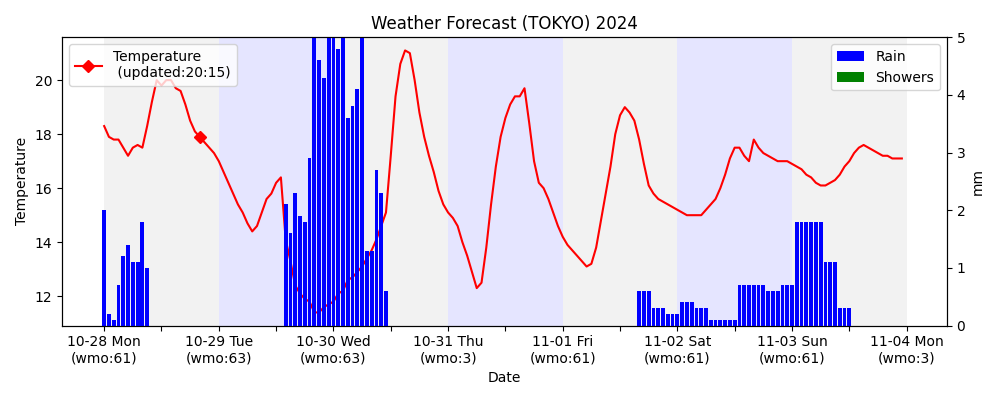 Weather Forecast (TOKYO) 2024
Temperature
(updated:20:15)
Rain
Showers
Temperature
20
18
16
14
12
mm
5
4
3
2
1
0
10-28 Mon
(wmo:61)
10-29 Tue
(wmo:63)
10-30 Wed
(wmo:63)
10-31 Thu
(wmo:3)
11-01 Fri
(wmo:61)
11-02 Sat
(wmo:61)
11-03 Sun
(wmo:61)
11-04 Mon
(wmo:3)
Date